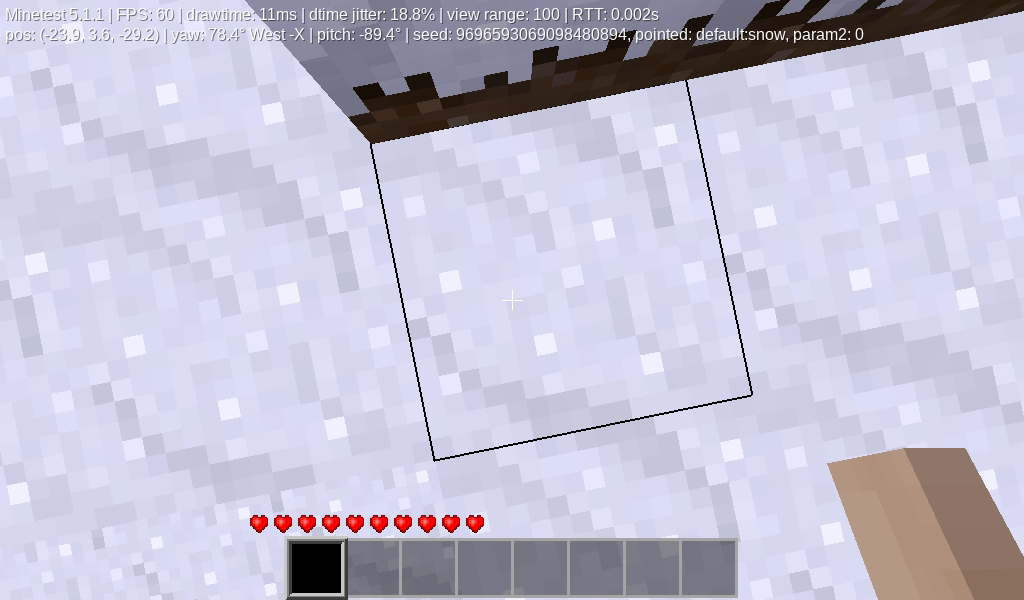 Minetest 5.1.1 | FPS: 60 | drawtime: 11ms | dtime jitter: 18.8% | view range: 100 | RTT: 0.002s
pos: (-23.9, 3.6, -29.2) | yaw: 78.4° West -X | pitch: -89.4° | seed: 9696593069098480894, pointed: default:snow, param2: 0